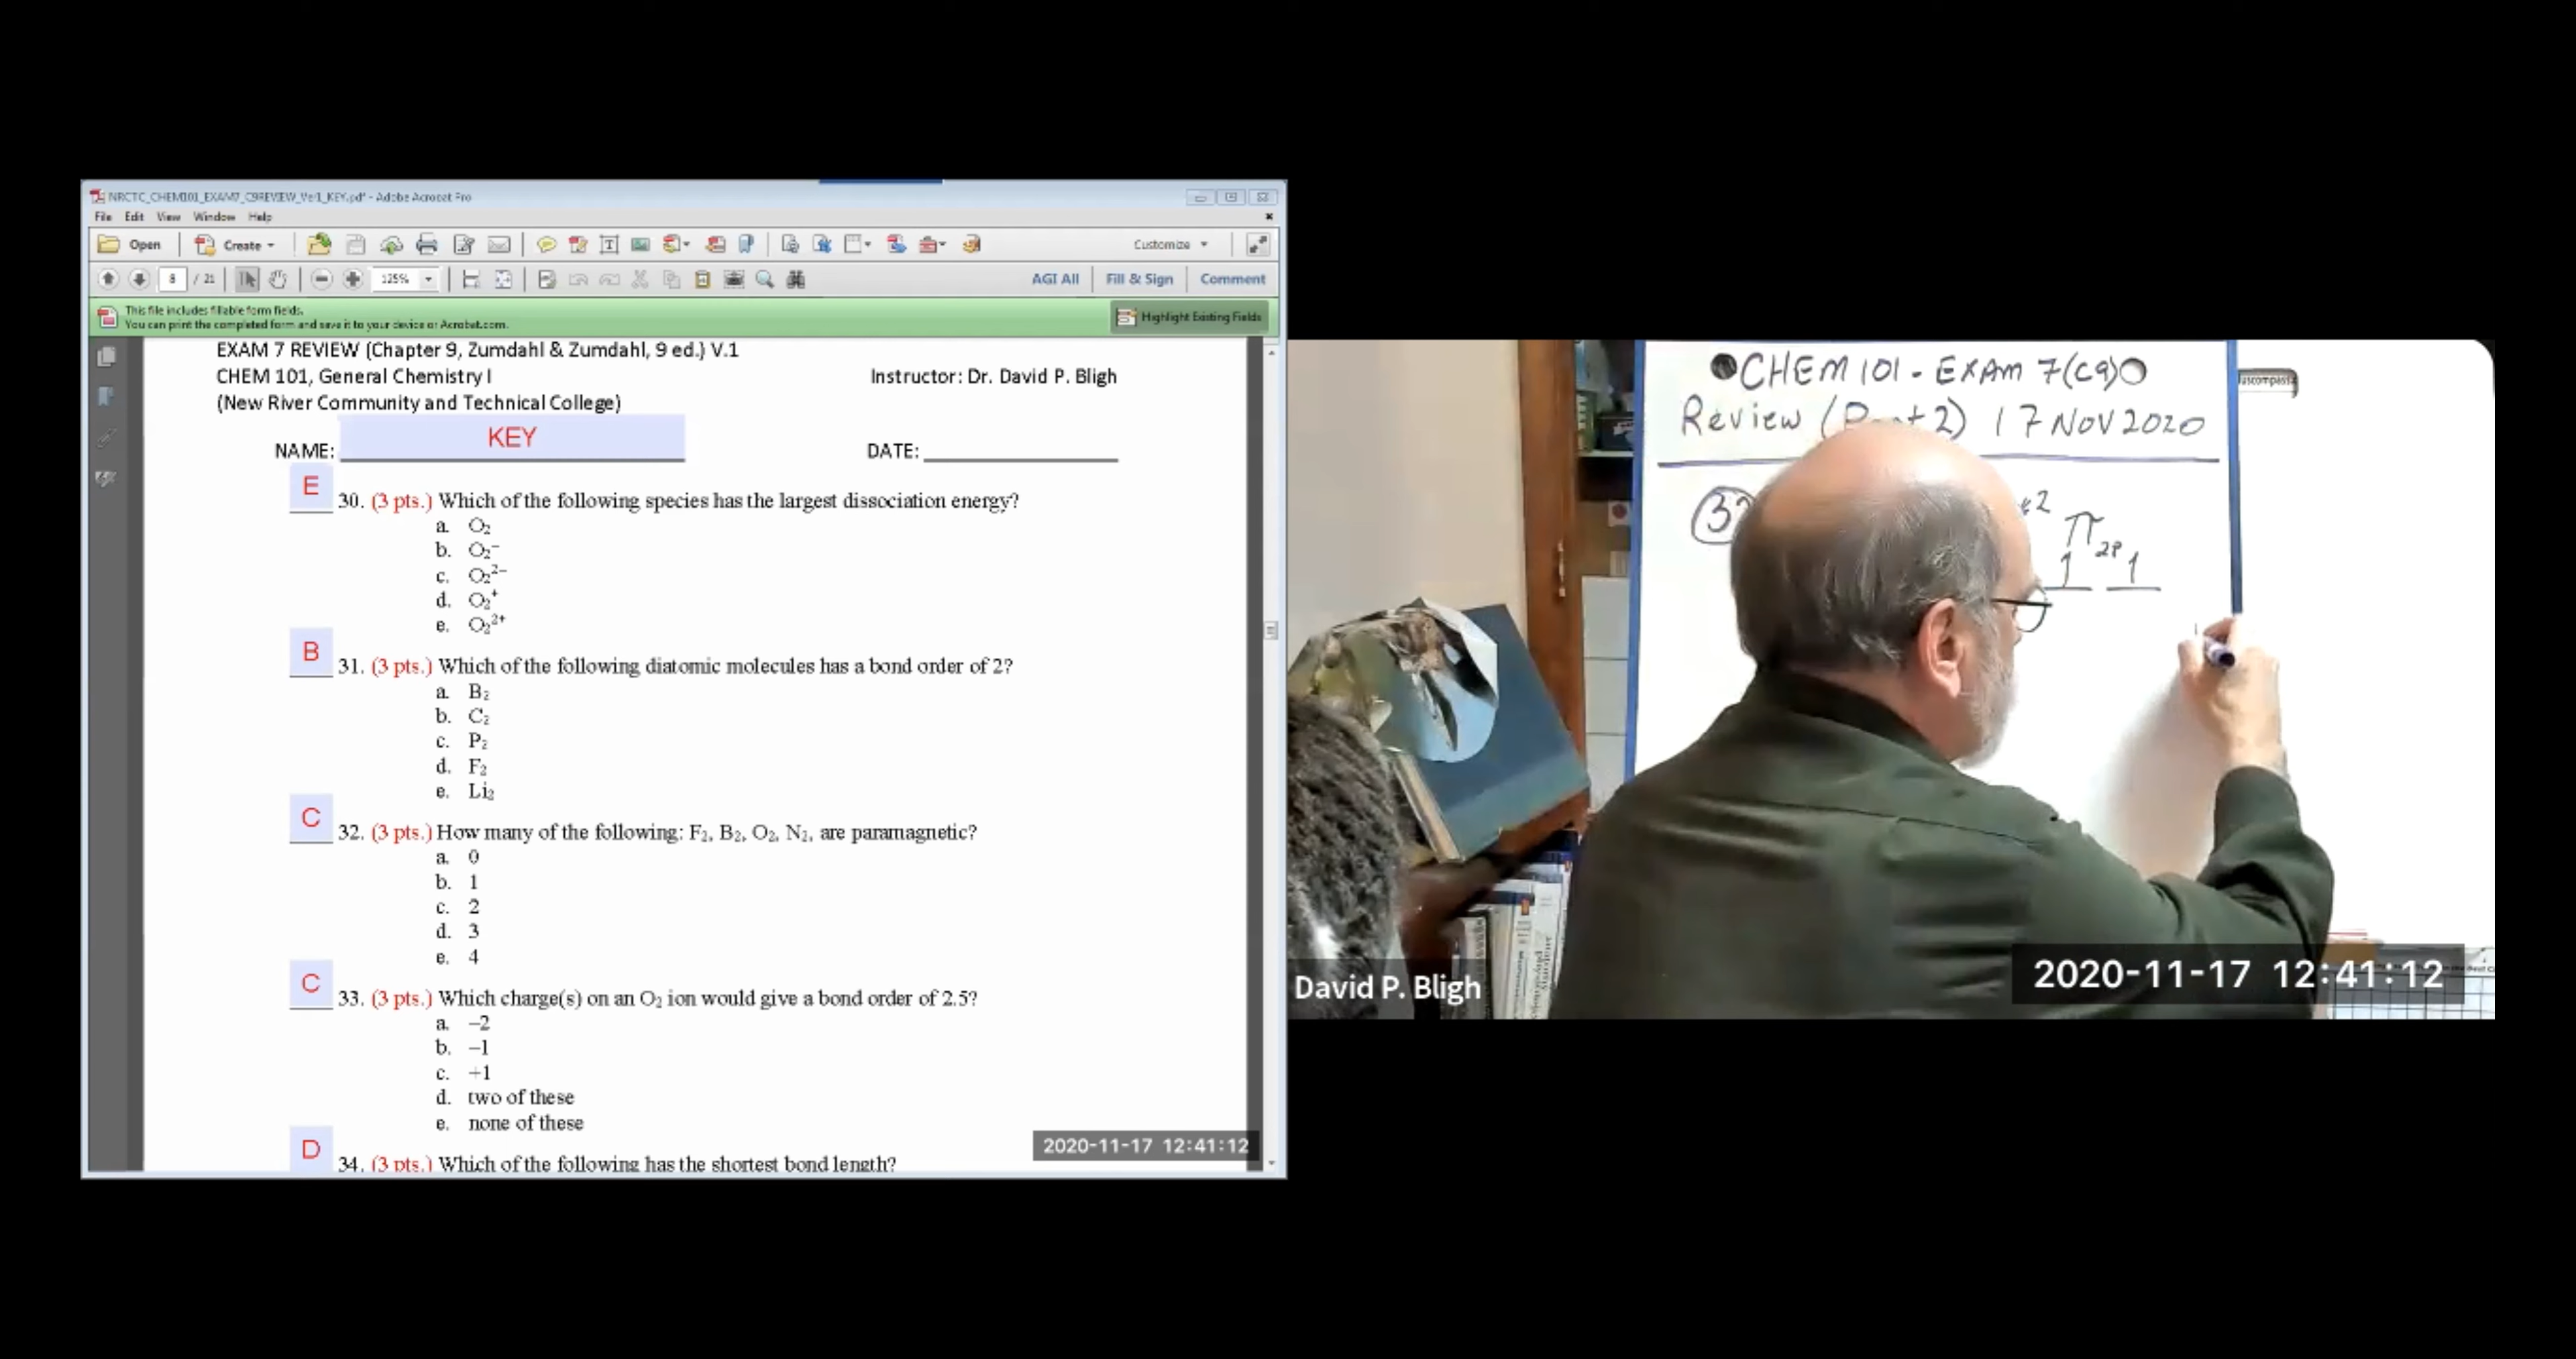 NRCTC_CHEM101_EXAM7_C9REVIEW_Ver1_KEY.pdf* - Adobe Acrobat Pro
File Edit View Window Help
Open Create Customize
8 / 21 125% AGI All Fill & Sign Comment
This file includes fillable form fields.
You can print the completed form and save it to your device or Acrobat.com.
Highlight Existing Fields
EXAM 7 REVIEW (Chapter 9, Zumdahl & Zumdahl, 9 ed.) V.1
CHEM 101, General Chemistry I Instructor: Dr. David P. Bligh
(New River Community and Technical College)
NAME: KEY DATE:
E 30. (3 pts.) Which of the following species has the largest dissociation energy?
a. O₂
b. O₂⁻
c. O₂²⁻
d. O₂⁺
e. O₂²⁺
B 31. (3 pts.) Which of the following diatomic molecules has a bond order of 2?
a. B₂
b. C₂
c. P₂
d. F₂
e. Li₂
C 32. (3 pts.) How many of the following: F₂, B₂, O₂, N₂, are paramagnetic?
a. 0
b. 1
c. 2
d. 3
e. 4
C 33. (3 pts.) Which charge(s) on an O₂ ion would give a bond order of 2.5?
a. –2
b. –1
c. +1
d. two of these
e. none of these
D 34. (3 pts.) Which of the following has the shortest bond length?
2020-11-17 12:41:12
CHEM 101 - EXAM 7 (C9)
Review (Part 2) 17 NOV 2020
2
π2p
1 1
David P. Bligh
2020-11-17 12:41:12